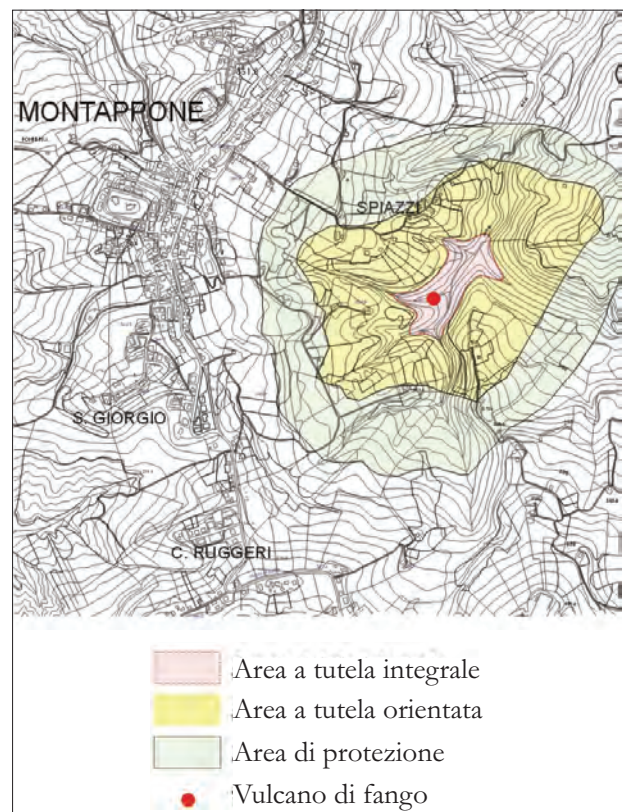 MONTAPPONE
SPIAZZI
S. GIORGIO
C. RUGGERI
Area a tutela integrale
Area a tutela orientata
Area di protezione
Vulcano di fango